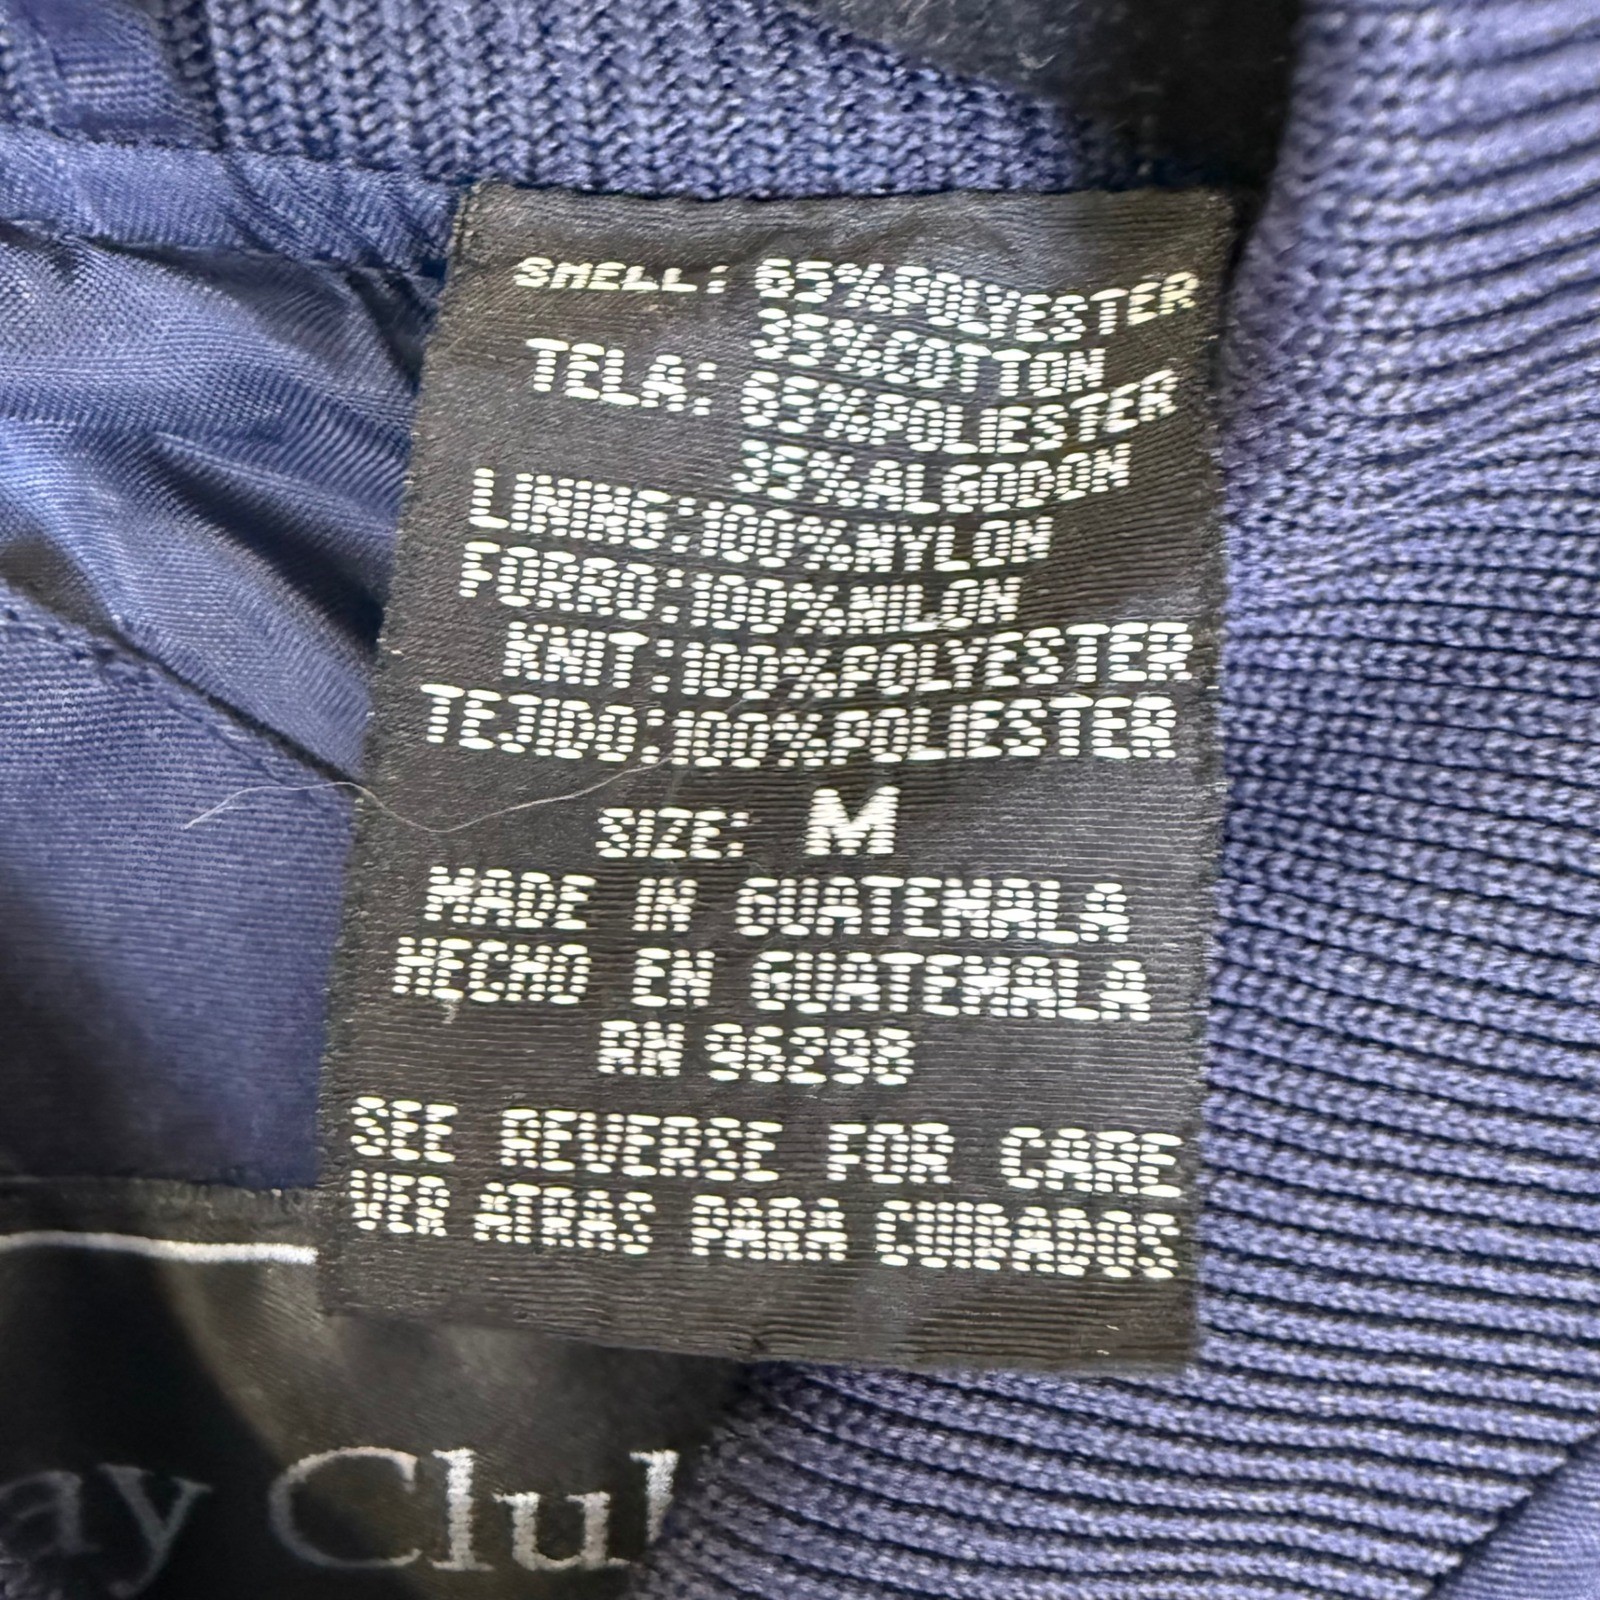 SHELL: 65%POLYESTER
35%COTTON
TELA: 65%POLIESTER
35%ALGODON
LINING:100%NYLON
FORRO:100%NILON
KNIT:100%POLYESTER
TEJIDO:100%POLIESTER
SIZE: M
MADE IN GUATEMALA
HECHO EN GUATEMALA
RN 96298
SEE REVERSE FOR CARE
VER ATRAS PARA CUIDADOS